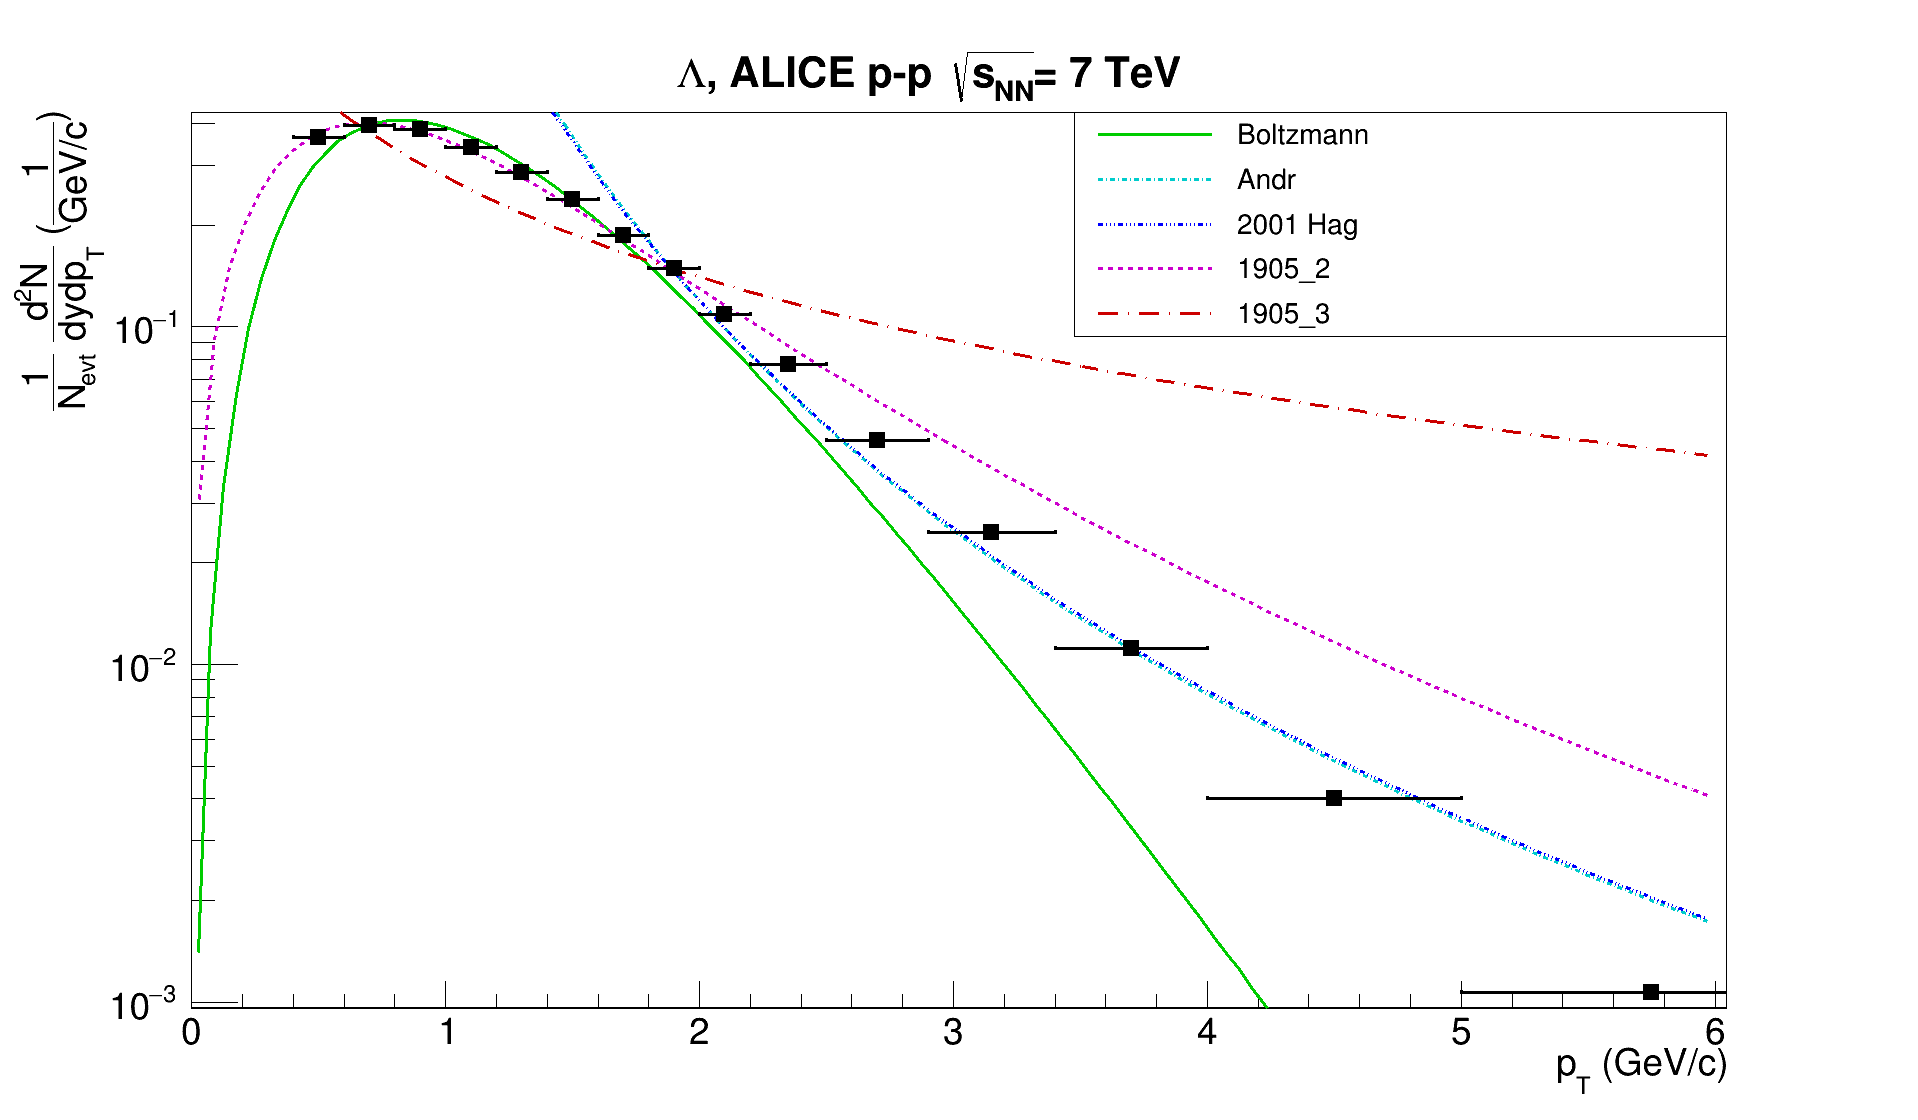 Λ, ALICE p-p √sNN= 7 TeV
1/Nevt d²N/dydpT (1/GeV/c)
Boltzmann
Andr
2001 Hag
1905_2
1905_3
10⁻¹
10⁻²
10⁻³
0 1 2 3 4 5 6
pT (GeV/c)